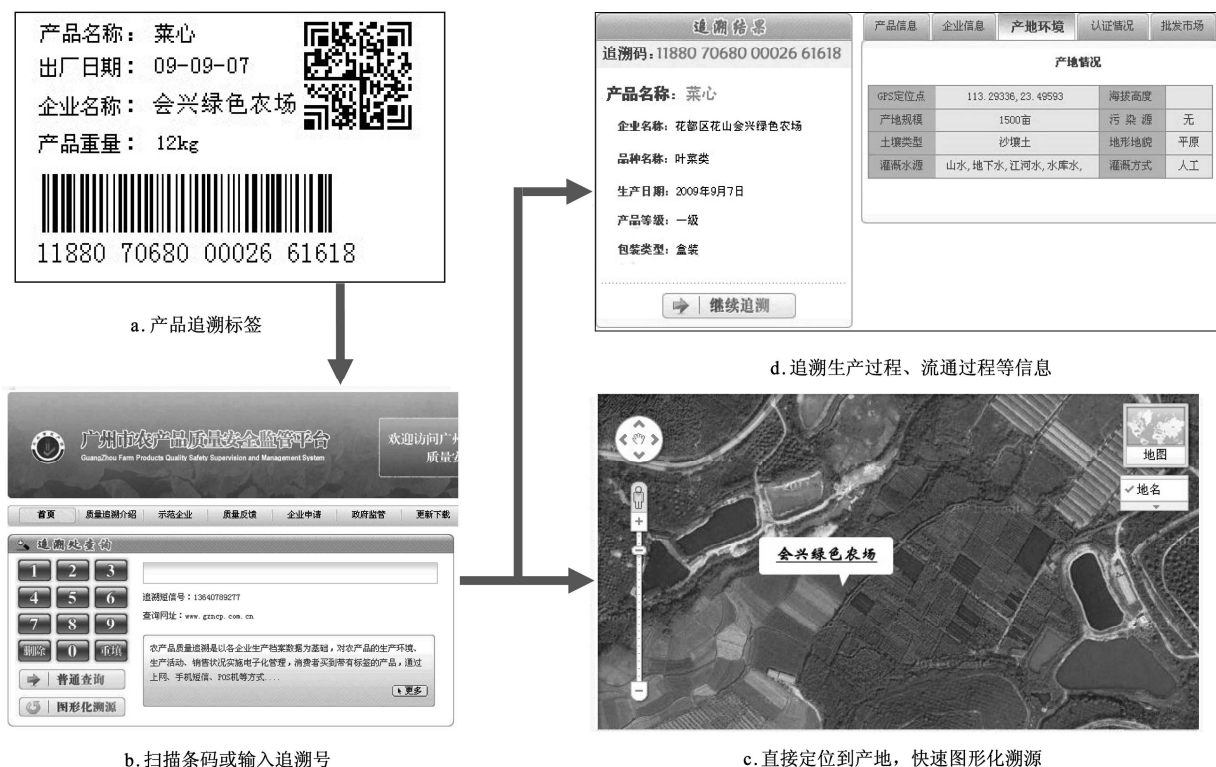 产品名称： 菜心
出厂日期： 09-09-07
企业名称： 会兴绿色农场
产品重量： 12kg
11880 70680 00026 61618
a.产品追溯标签
广州市农产品质量安全监管平台
GuangZhou Farm Products Quality Safety Supervision and Management System
欢迎访问广州
质量安
首页 质量追溯介绍 示范企业 质量反馈 企业申请 政府监管 更新下载
追溯处查询
1 2 3
4 5 6
7 8 9
删除 0 重填
普通查询
图形化溯源
追溯短信号：13640789277
查询网址：www.gzncp.com.cn
农产品质量追溯是以各企业生产档案数据为基础，对农产品的生产环境、
生产活动、销售状况实施电子化管理，消费者买到带有标签的产品，通过
上网、手机短信、POS机等方式....
更多
b.扫描条码或输入追溯号
追溯结果
追溯码:11880 70680 00026 61618
产品名称：菜心
企业名称：花都区花山会兴绿色农场
品种名称：叶菜类
生产日期：2009年9月7日
产品等级：一级
包装类型：盒装
继续追溯
产品信息 企业信息 产地环境 认证情况 批发市场
产地情况
GPS定位点 113.29336,23.49593 海拔高度
产地规模 1500亩 污染源 无
土壤类型 沙壤土 地形地貌 平原
灌溉水源 山水,地下水,江河水,水库水, 灌溉方式 人工
d.追溯生产过程、流通过程等信息
地图
地名
会兴绿色农场
c.直接定位到产地，快速图形化溯源